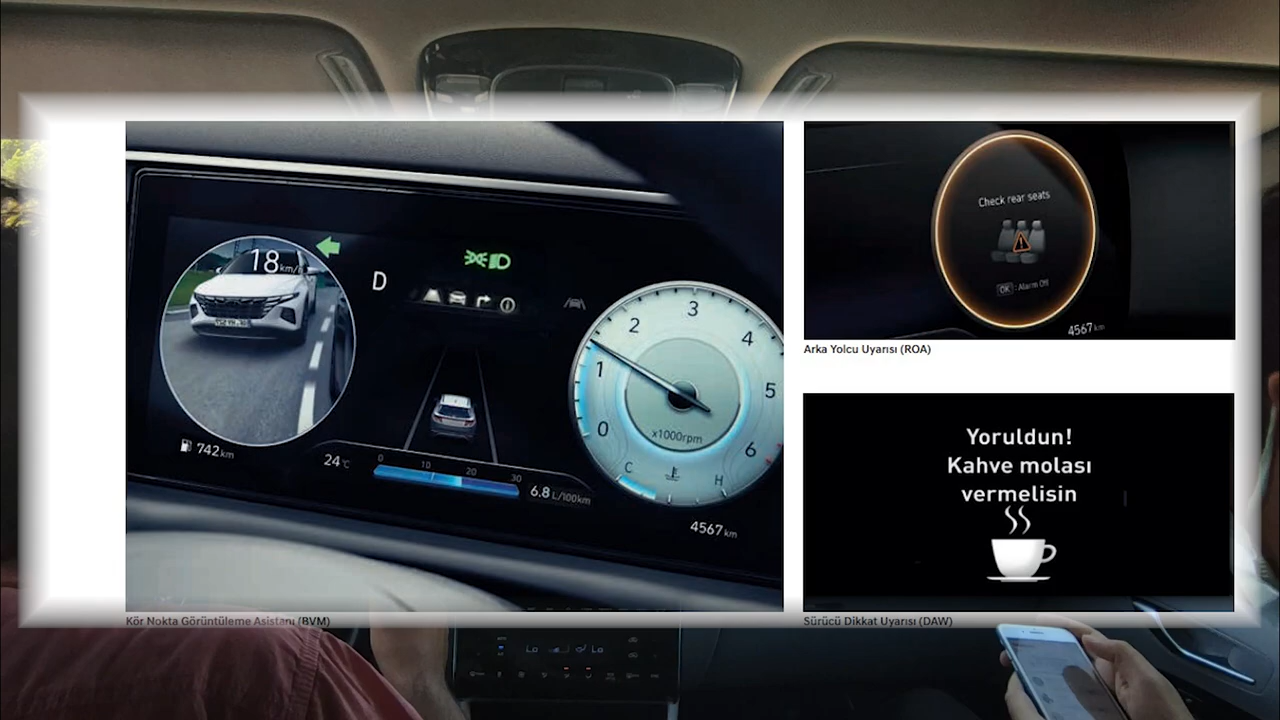 18 km/h
D
742 km
24 °C
0 10 20 30
6.8 L/100km
0
1
2
3
4
5
6
x1000rpm
C H
4567 km
Kör Nokta Görüntüleme Asistanı (BVM)
Check rear seats
OK : Alarm Off
4567 km
Arka Yolcu Uyarısı (ROA)
Yoruldun!
Kahve molası
vermelisin
Sürücü Dikkat Uyarısı (DAW)
Lo Lo